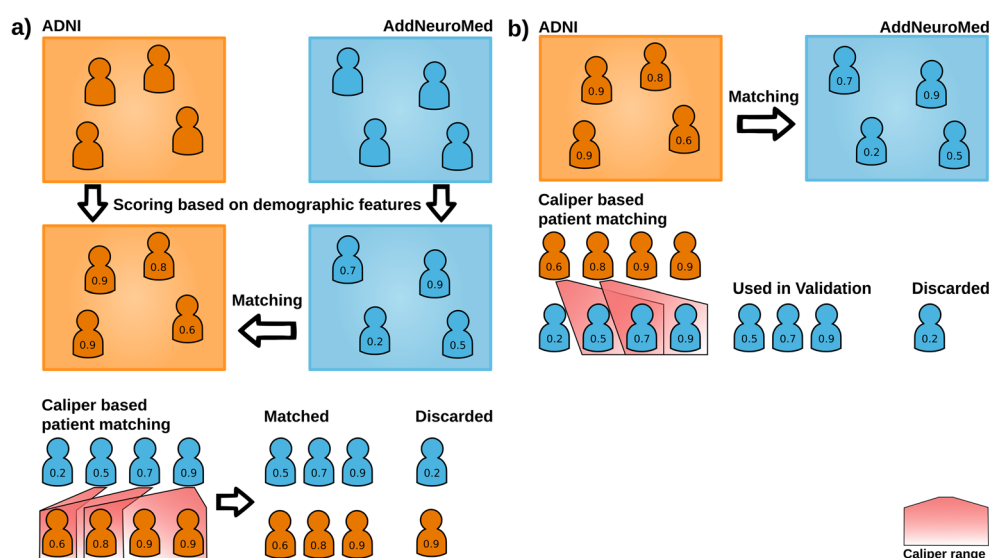 a)
ADNI
AddNeuroMed
Scoring based on demographic features
0.9
0.8
0.9
0.6
0.7
0.9
0.2
0.5
Matching
Caliper based
patient matching
0.2 0.5 0.7 0.9
0.6 0.8 0.9 0.9
Matched
0.5 0.7 0.9
0.6 0.8 0.9
Discarded
0.2
0.9
b)
ADNI
AddNeuroMed
0.9
0.8
0.9
0.6
Matching
0.7
0.9
0.2
0.5
Caliper based
patient matching
0.6 0.8 0.9 0.9
0.2 0.5 0.7 0.9
Used in Validation
0.5 0.7 0.9
Discarded
0.2
Caliper range